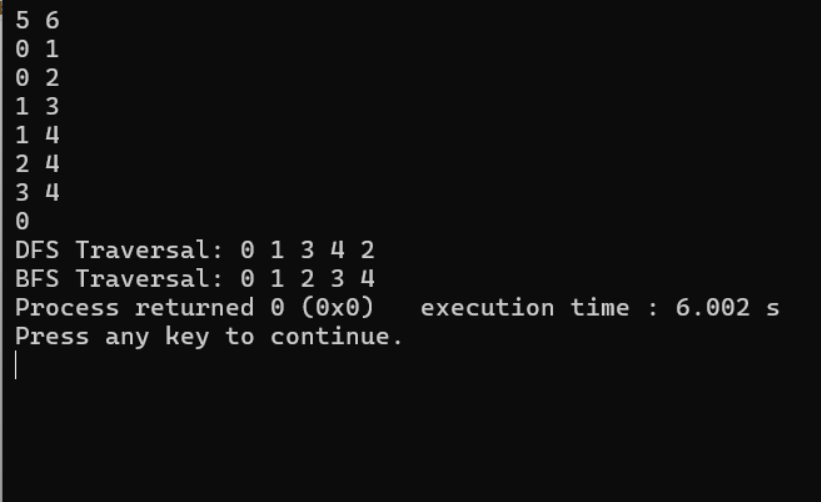 5 6
0 1
0 2
1 3
1 4
2 4
3 4
0
DFS Traversal: 0 1 3 4 2
BFS Traversal: 0 1 2 3 4
Process returned 0 (0x0)   execution time : 6.002 s
Press any key to continue.